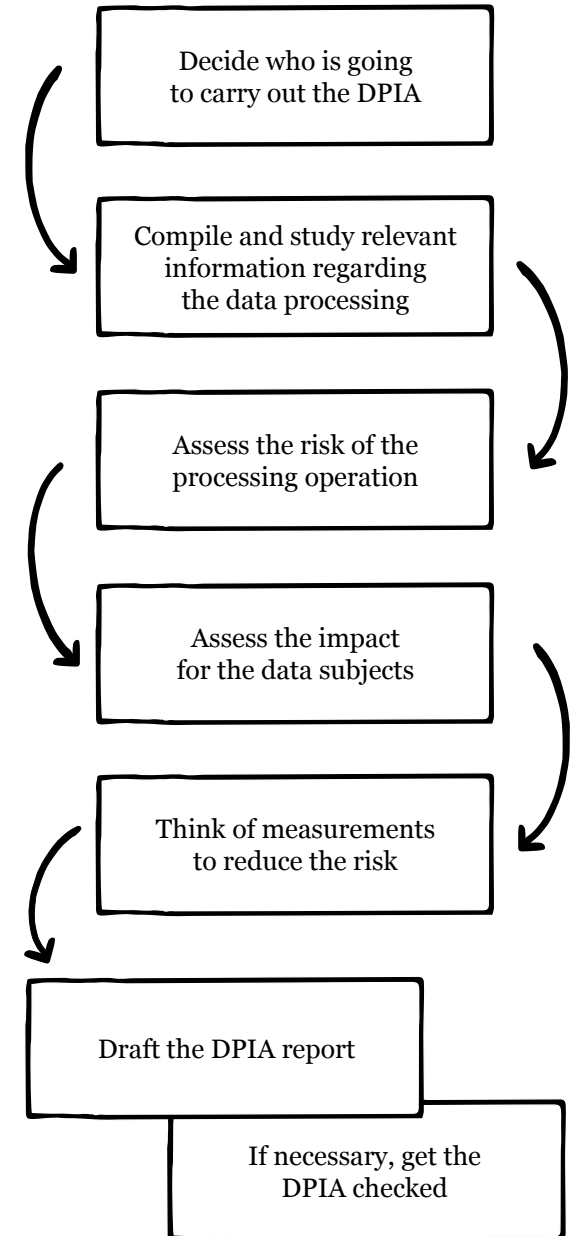 Decide who is going
to carry out the DPIA
Compile and study relevant
information regarding
the data processing
Assess the risk of the
processing operation
Assess the impact
for the data subjects
Think of measurements
to reduce the risk
Draft the DPIA report
If necessary, get the
DPIA checked